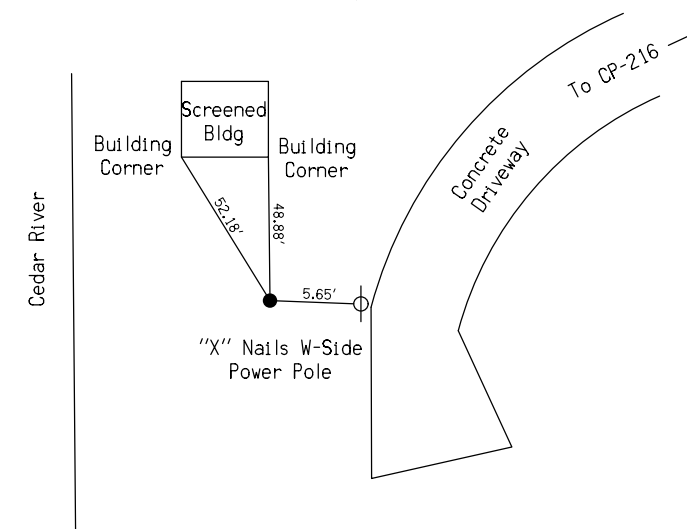 To CP-216
Screened
Bldg
Building
Corner
Building
Corner
Concrete
Driveway
Cedar River
52.18'
48.88'
5.65'
"X" Nails W-Side
Power Pole